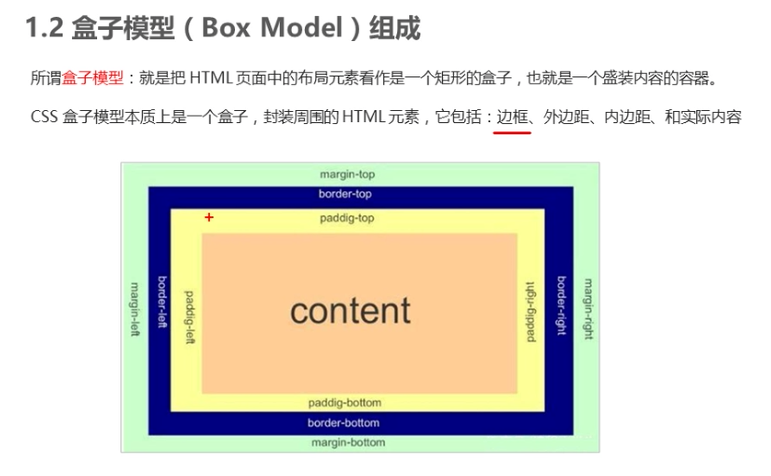 1.2 盒子模型（Box Model）组成
所谓盒子模型：就是把 HTML 页面中的布局元素看作是一个矩形的盒子，也就是一个盛装内容的容器。
CSS 盒子模型本质上是一个盒子，封装周围的 HTML 元素，它包括：边框、外边距、内边距、和实际内容
margin-top
border-top
paddig-top
margin-left
border-left
paddig-left
content
paddig-right
border-right
margin-right
paddig-bottom
border-bottom
margin-bottom